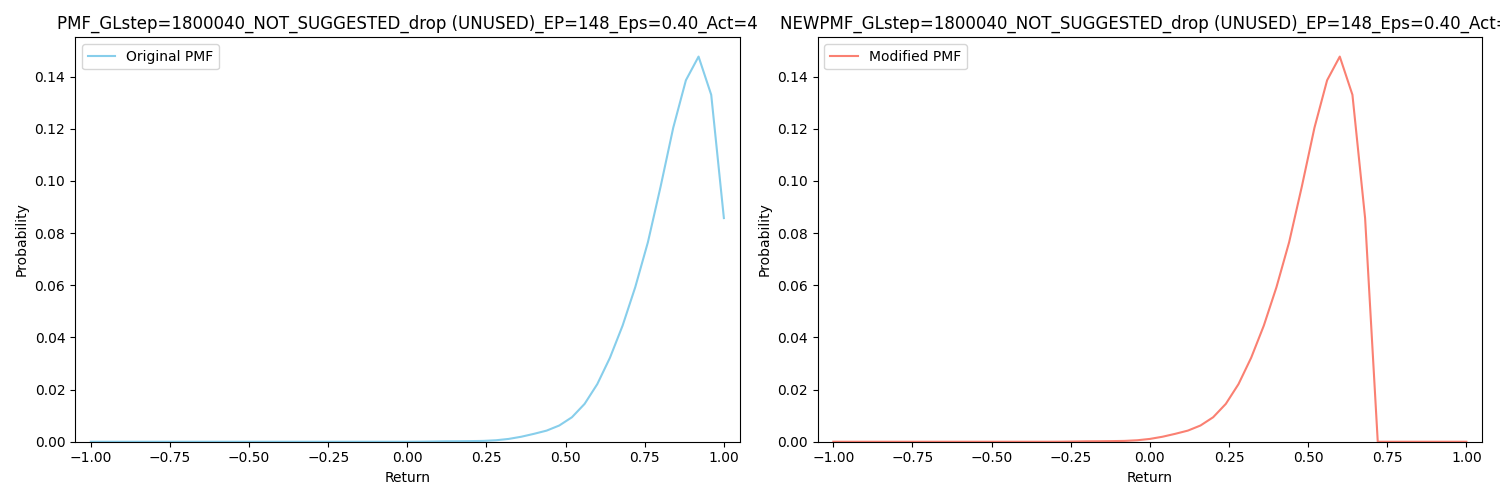 PMF_GLstep=1800040_NOT_SUGGESTED_drop (UNUSED)_EP=148_Eps=0.40_Act=4
Original PMF
0.14
0.12
0.10
0.08
0.06
0.04
0.02
0.00
Probability
−1.00 −0.75 −0.50 −0.25 0.00 0.25 0.50 0.75 1.00
Return
NEWPMF_GLstep=1800040_NOT_SUGGESTED_drop (UNUSED)_EP=148_Eps=0.40_Act=
Modified PMF
0.14
0.12
0.10
0.08
0.06
0.04
0.02
0.00
Probability
−1.00 −0.75 −0.50 −0.25 0.00 0.25 0.50 0.75 1.00
Return